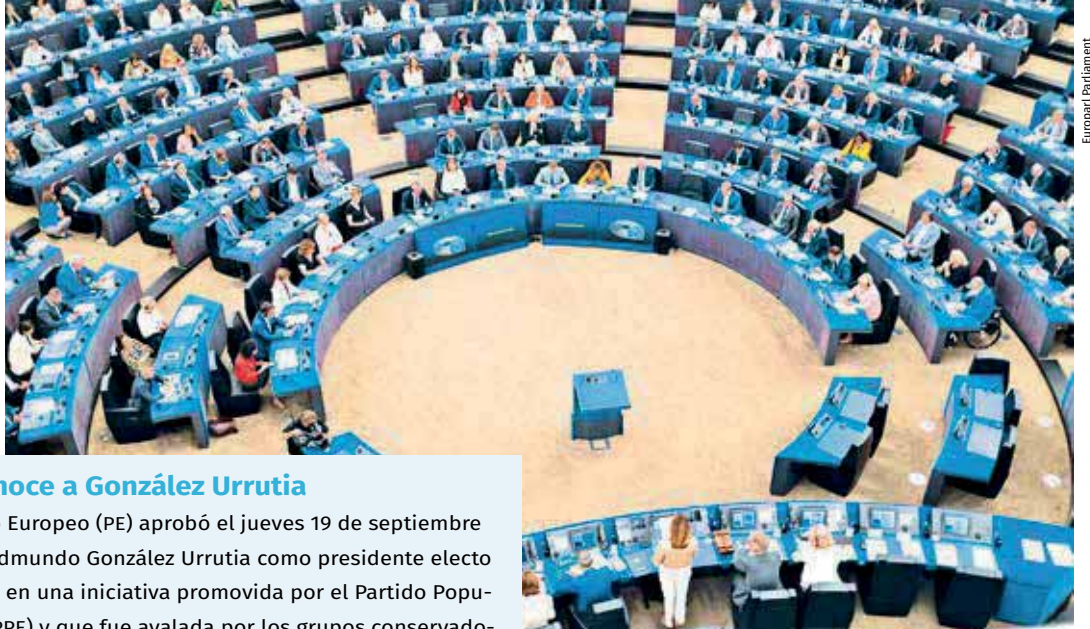 noce a González Urrutia
Europeo (PE) aprobó el jueves 19 de septiembre
dmundo González Urrutia como presidente electo
en una iniciativa promovida por el Partido Popu-
PPE) y que fue avalada por los grupos conservado-
Europarl Parliament